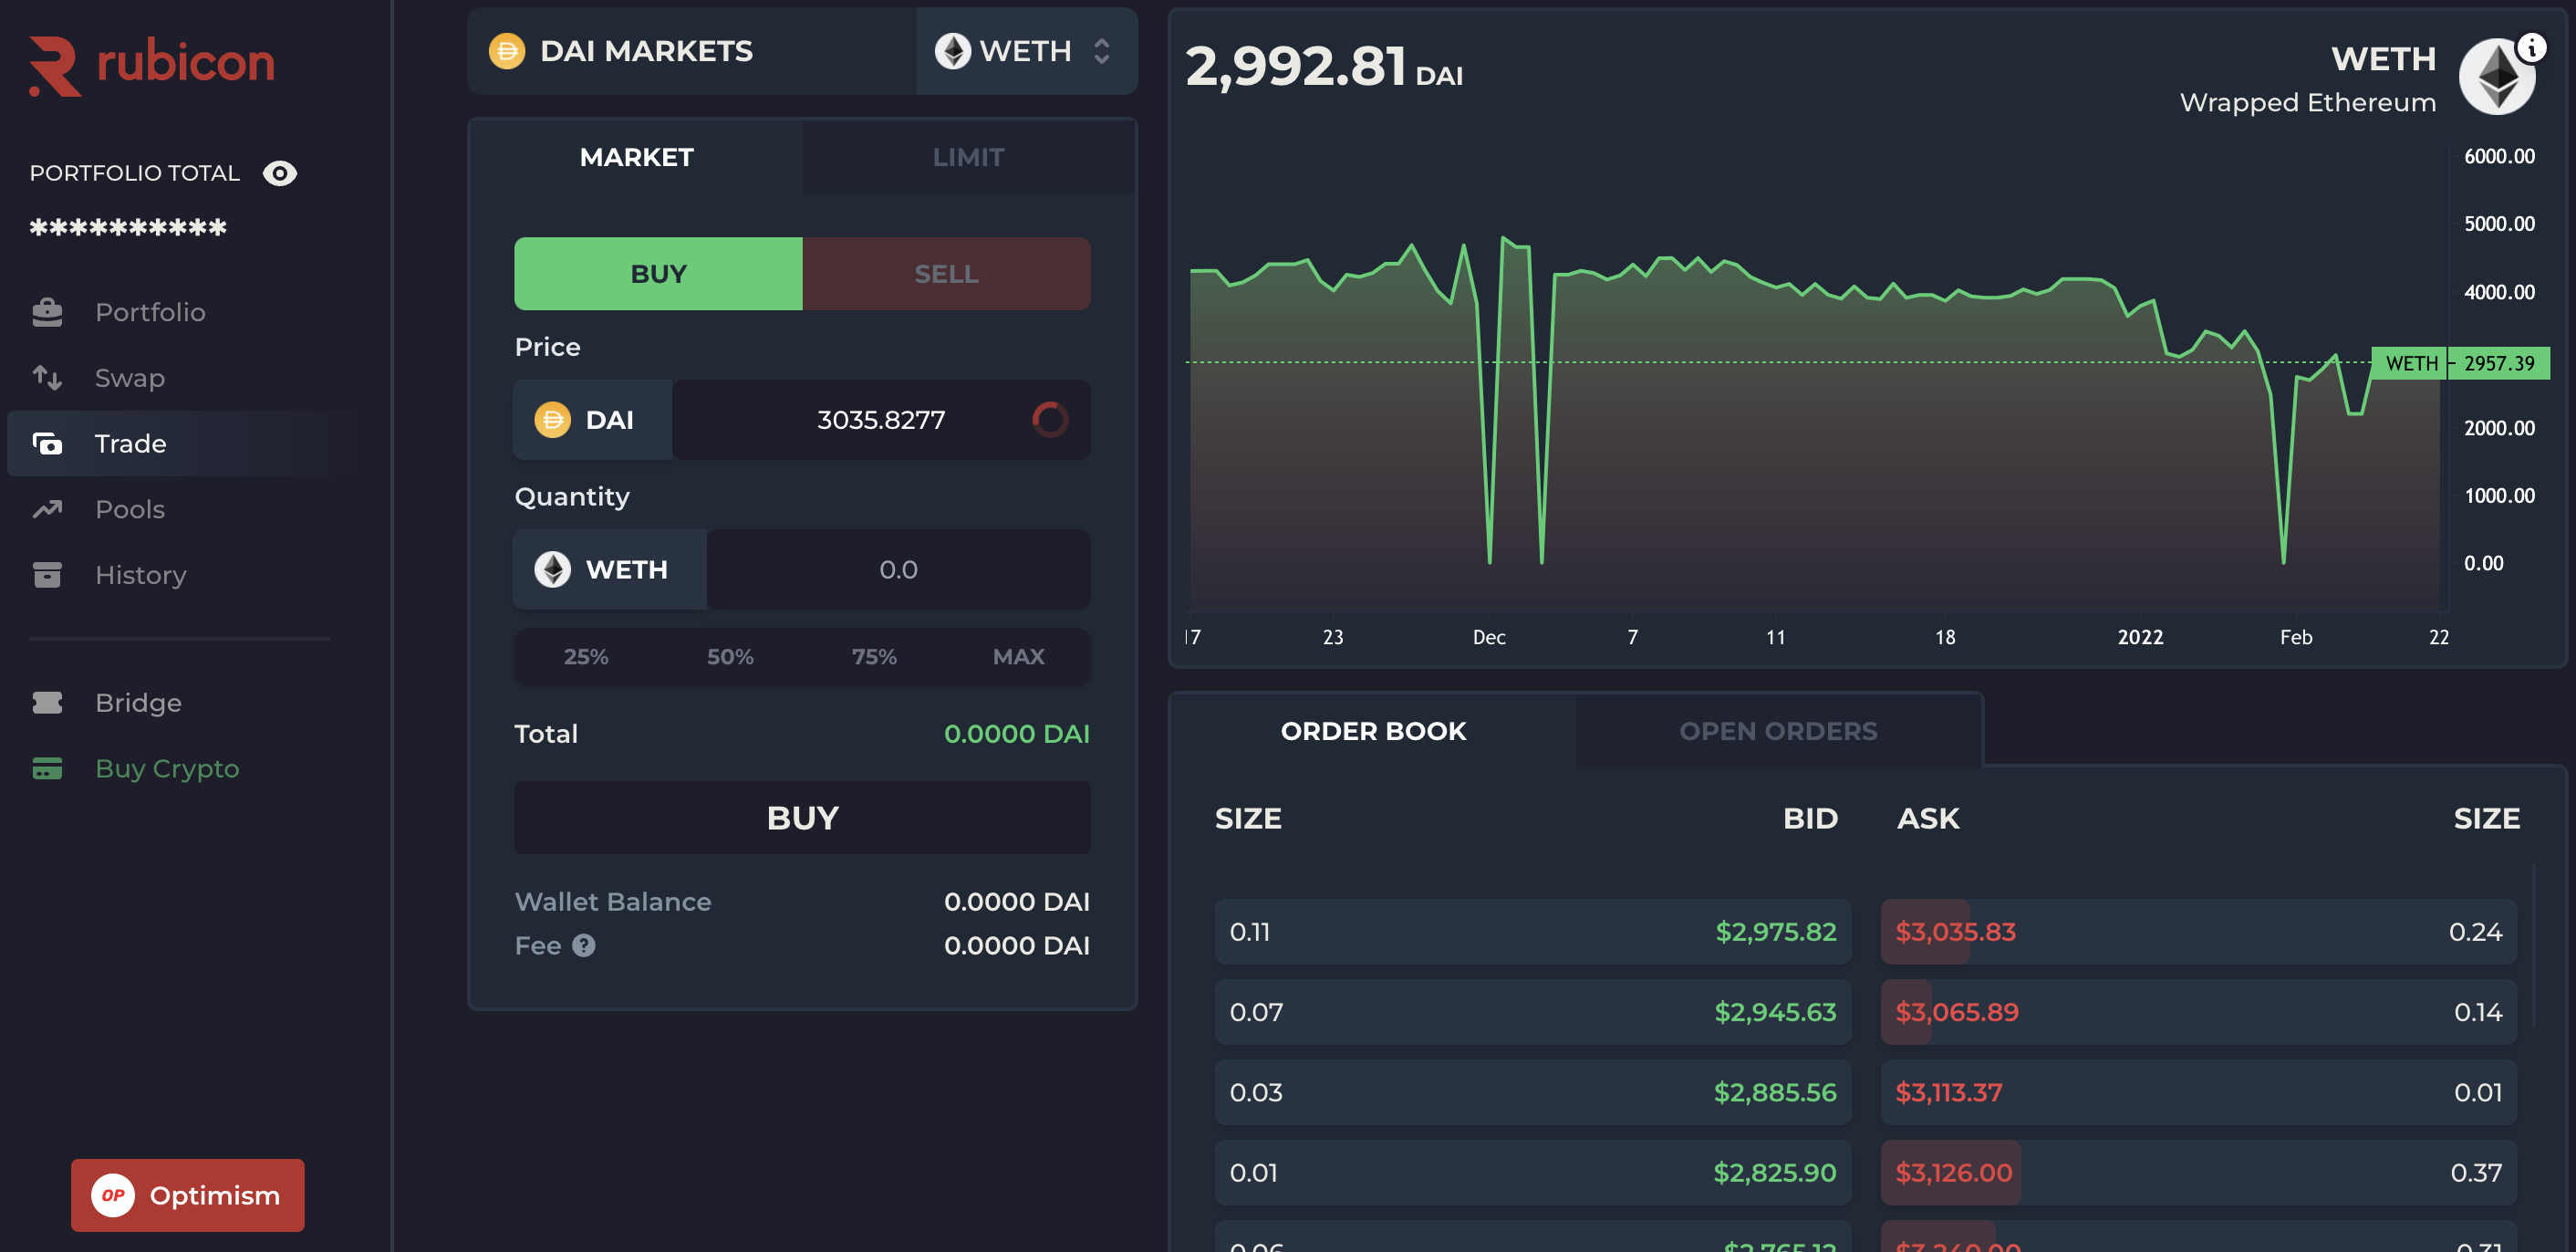 rubicon
PORTFOLIO TOTAL
**********
Portfolio
Swap
Trade
Pools
History
Bridge
Buy Crypto
OP Optimism
DAI MARKETS WETH
MARKET LIMIT
BUY SELL
Price
DAI 3035.8277
Quantity
WETH 0.0
25% 50% 75% MAX
Total 0.0000 DAI
BUY
Wallet Balance 0.0000 DAI
Fee ? 0.0000 DAI
2,992.81 DAI
WETH
Wrapped Ethereum
i
6000.00
5000.00
4000.00
WETH 2957.39
2000.00
1000.00
0.00
17 23 Dec 7 11 18 2022 Feb 22
ORDER BOOK OPEN ORDERS
SIZE BID ASK SIZE
0.11 $2,975.82 $3,035.83 0.24
0.07 $2,945.63 $3,065.89 0.14
0.03 $2,885.56 $3,113.37 0.01
0.01 $2,825.90 $3,126.00 0.37